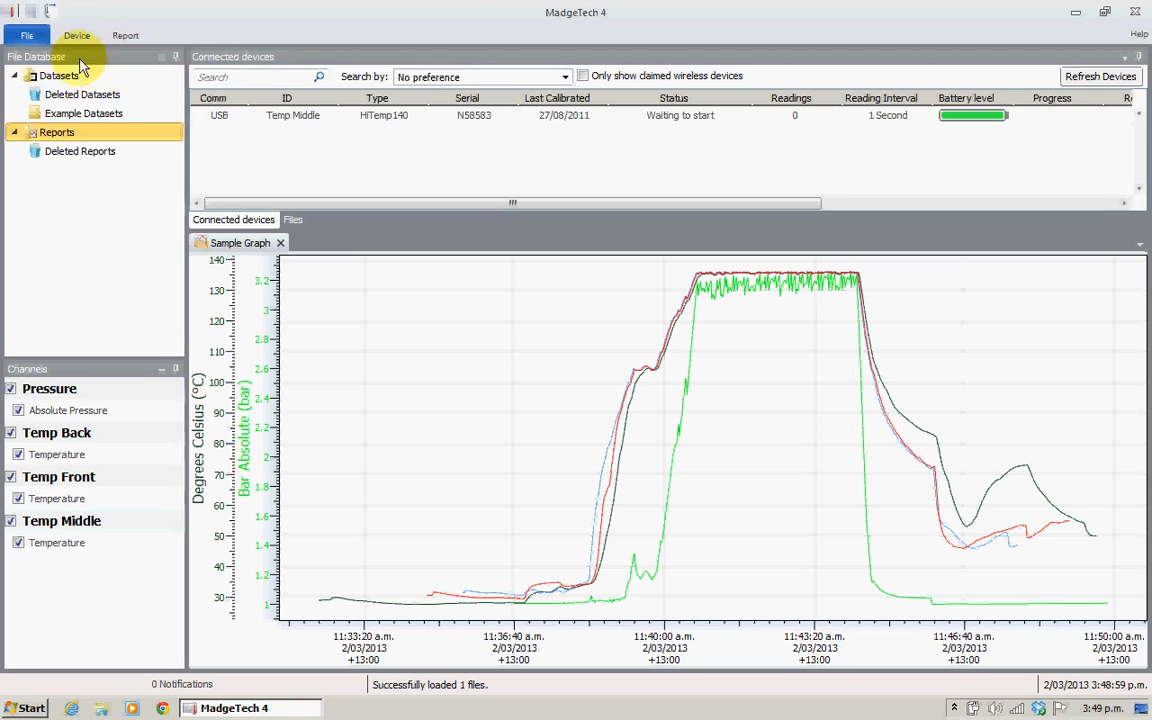 MadgeTech 4
File Device Report Help
File Database
Datasets
Deleted Datasets
Example Datasets
Reports
Deleted Reports
Connected devices
Search Search by: No preference Only show claimed wireless devices Refresh Devices
Comm ID Type Serial Last Calibrated Status Readings Reading Interval Battery level Progress
USB Temp Middle HiTemp140 N58583 27/08/2011 Waiting to start 0 1 Second
Connected devices Files
Sample Graph
Channels
Pressure
Absolute Pressure
Temp Back
Temperature
Temp Front
Temperature
Temp Middle
Temperature
Degrees Celsius (°C)
140
130
120
110
100
90
80
70
60
50
40
30
Bar Absolute (bar)
3.2
3
2.8
2.6
2.4
2.2
2
1.8
1.6
1.4
1.2
1
11:33:20 a.m. 11:36:40 a.m. 11:40:00 a.m. 11:43:20 a.m. 11:46:40 a.m. 11:50:00 a.m.
2/03/2013 2/03/2013 2/03/2013 2/03/2013 2/03/2013 2/03/2013
+13:00 +13:00 +13:00 +13:00 +13:00 +13:00
0 Notifications Successfully loaded 1 files. 2/03/2013 3:48:59 p.m.
Start MadgeTech 4 3:49 p.m.